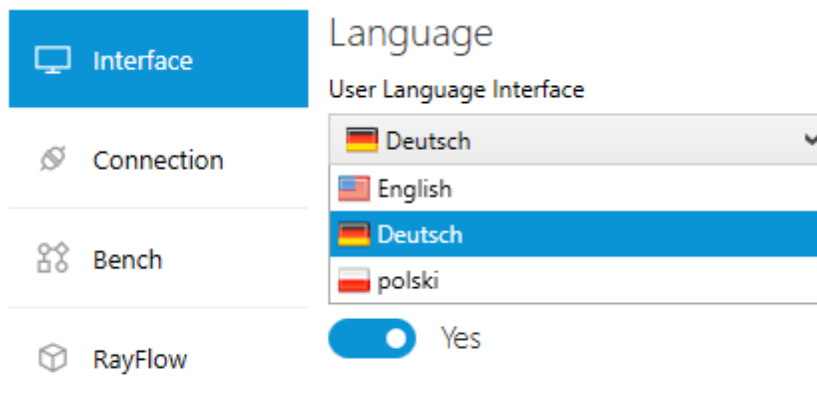 Interface
Connection
Bench
RayFlow
Language
User Language Interface
Deutsch
English
Deutsch
polski
Yes